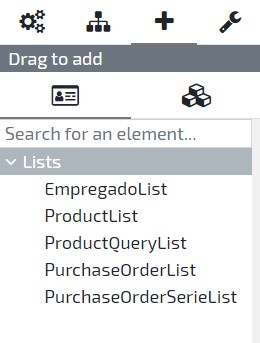 Drag to add
Search for an element...
Lists
EmpregadoList
ProductList
ProductQueryList
PurchaseOrderList
PurchaseOrderSerieList